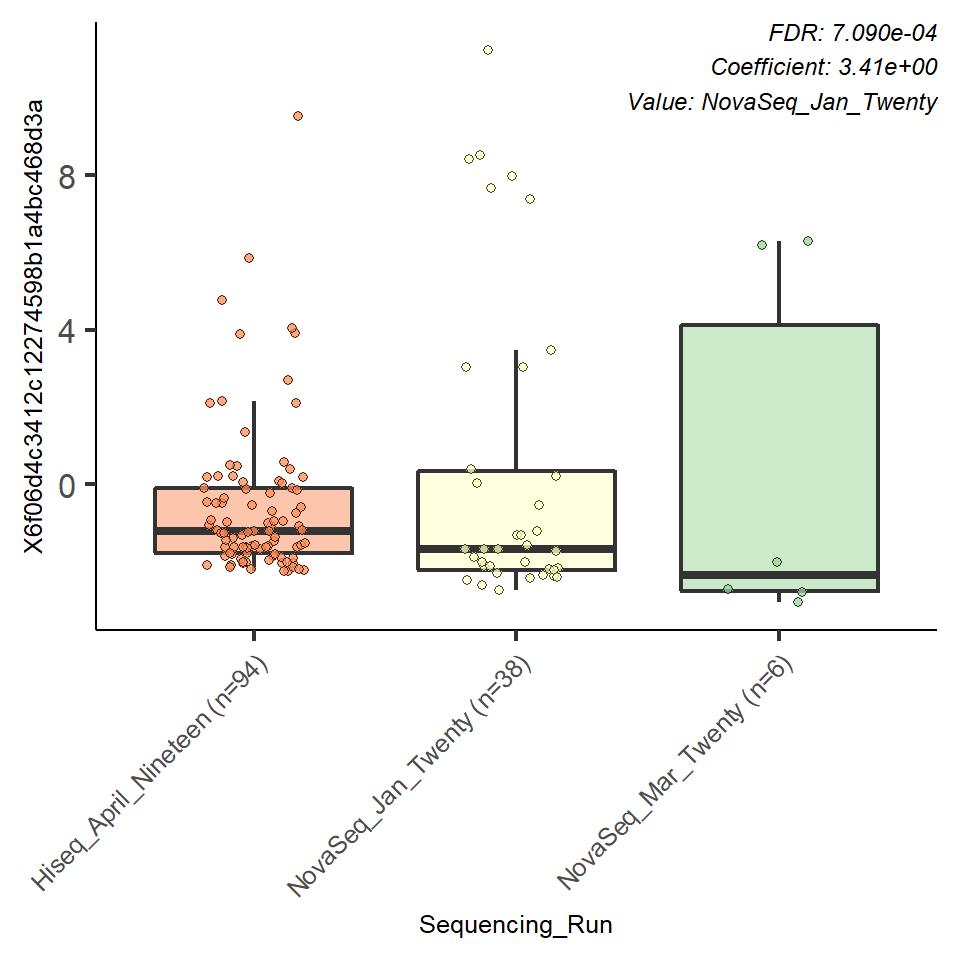 FDR: 7.090e-04
Coefficient: 3.41e+00
Value: NovaSeq_Jan_Twenty
X6f06d4c3412c12274598b1a4bc468d3a
8
4
0
Hiseq_April_Nineteen (n=94)
NovaSeq_Jan_Twenty (n=38)
NovaSeq_Mar_Twenty (n=6)
Sequencing_Run